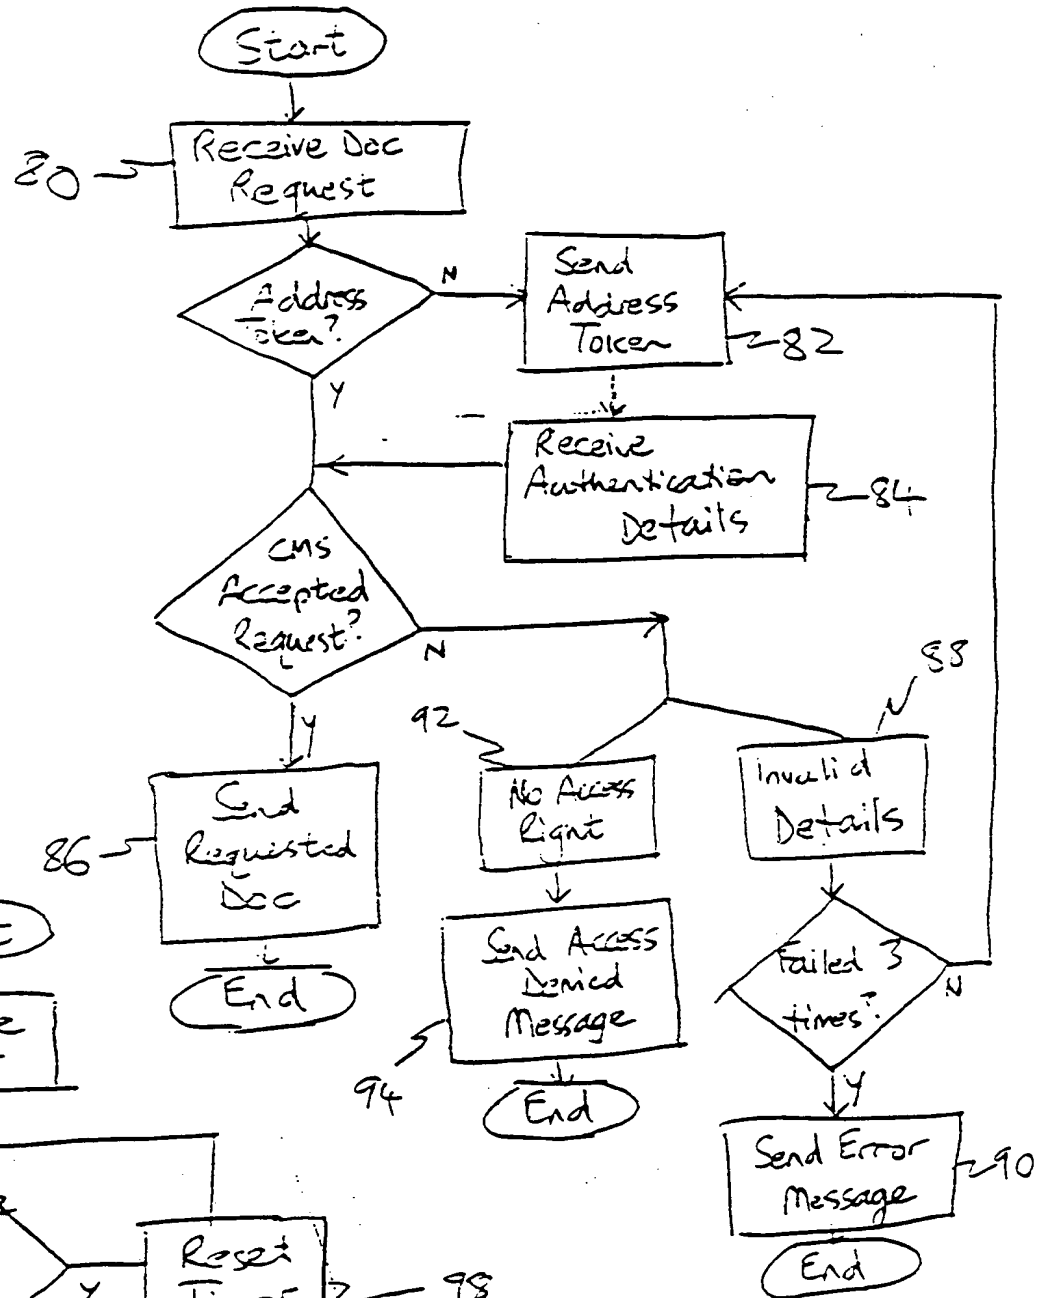 Start
80
Receive Doc
Request
Address
Token?
N
Y
Send
Address
Token
82
Receive
Authentication
Details
84
CMS
Accepted
Request?
N
Y
92
88
86
Send
Requested
Doc
No Access
Right
Invalid
Details
End
Send Access
Denied
Message
94
Failed 3
times?
N
Y
End
Send Error
Message
90
End
Y
Reset
98